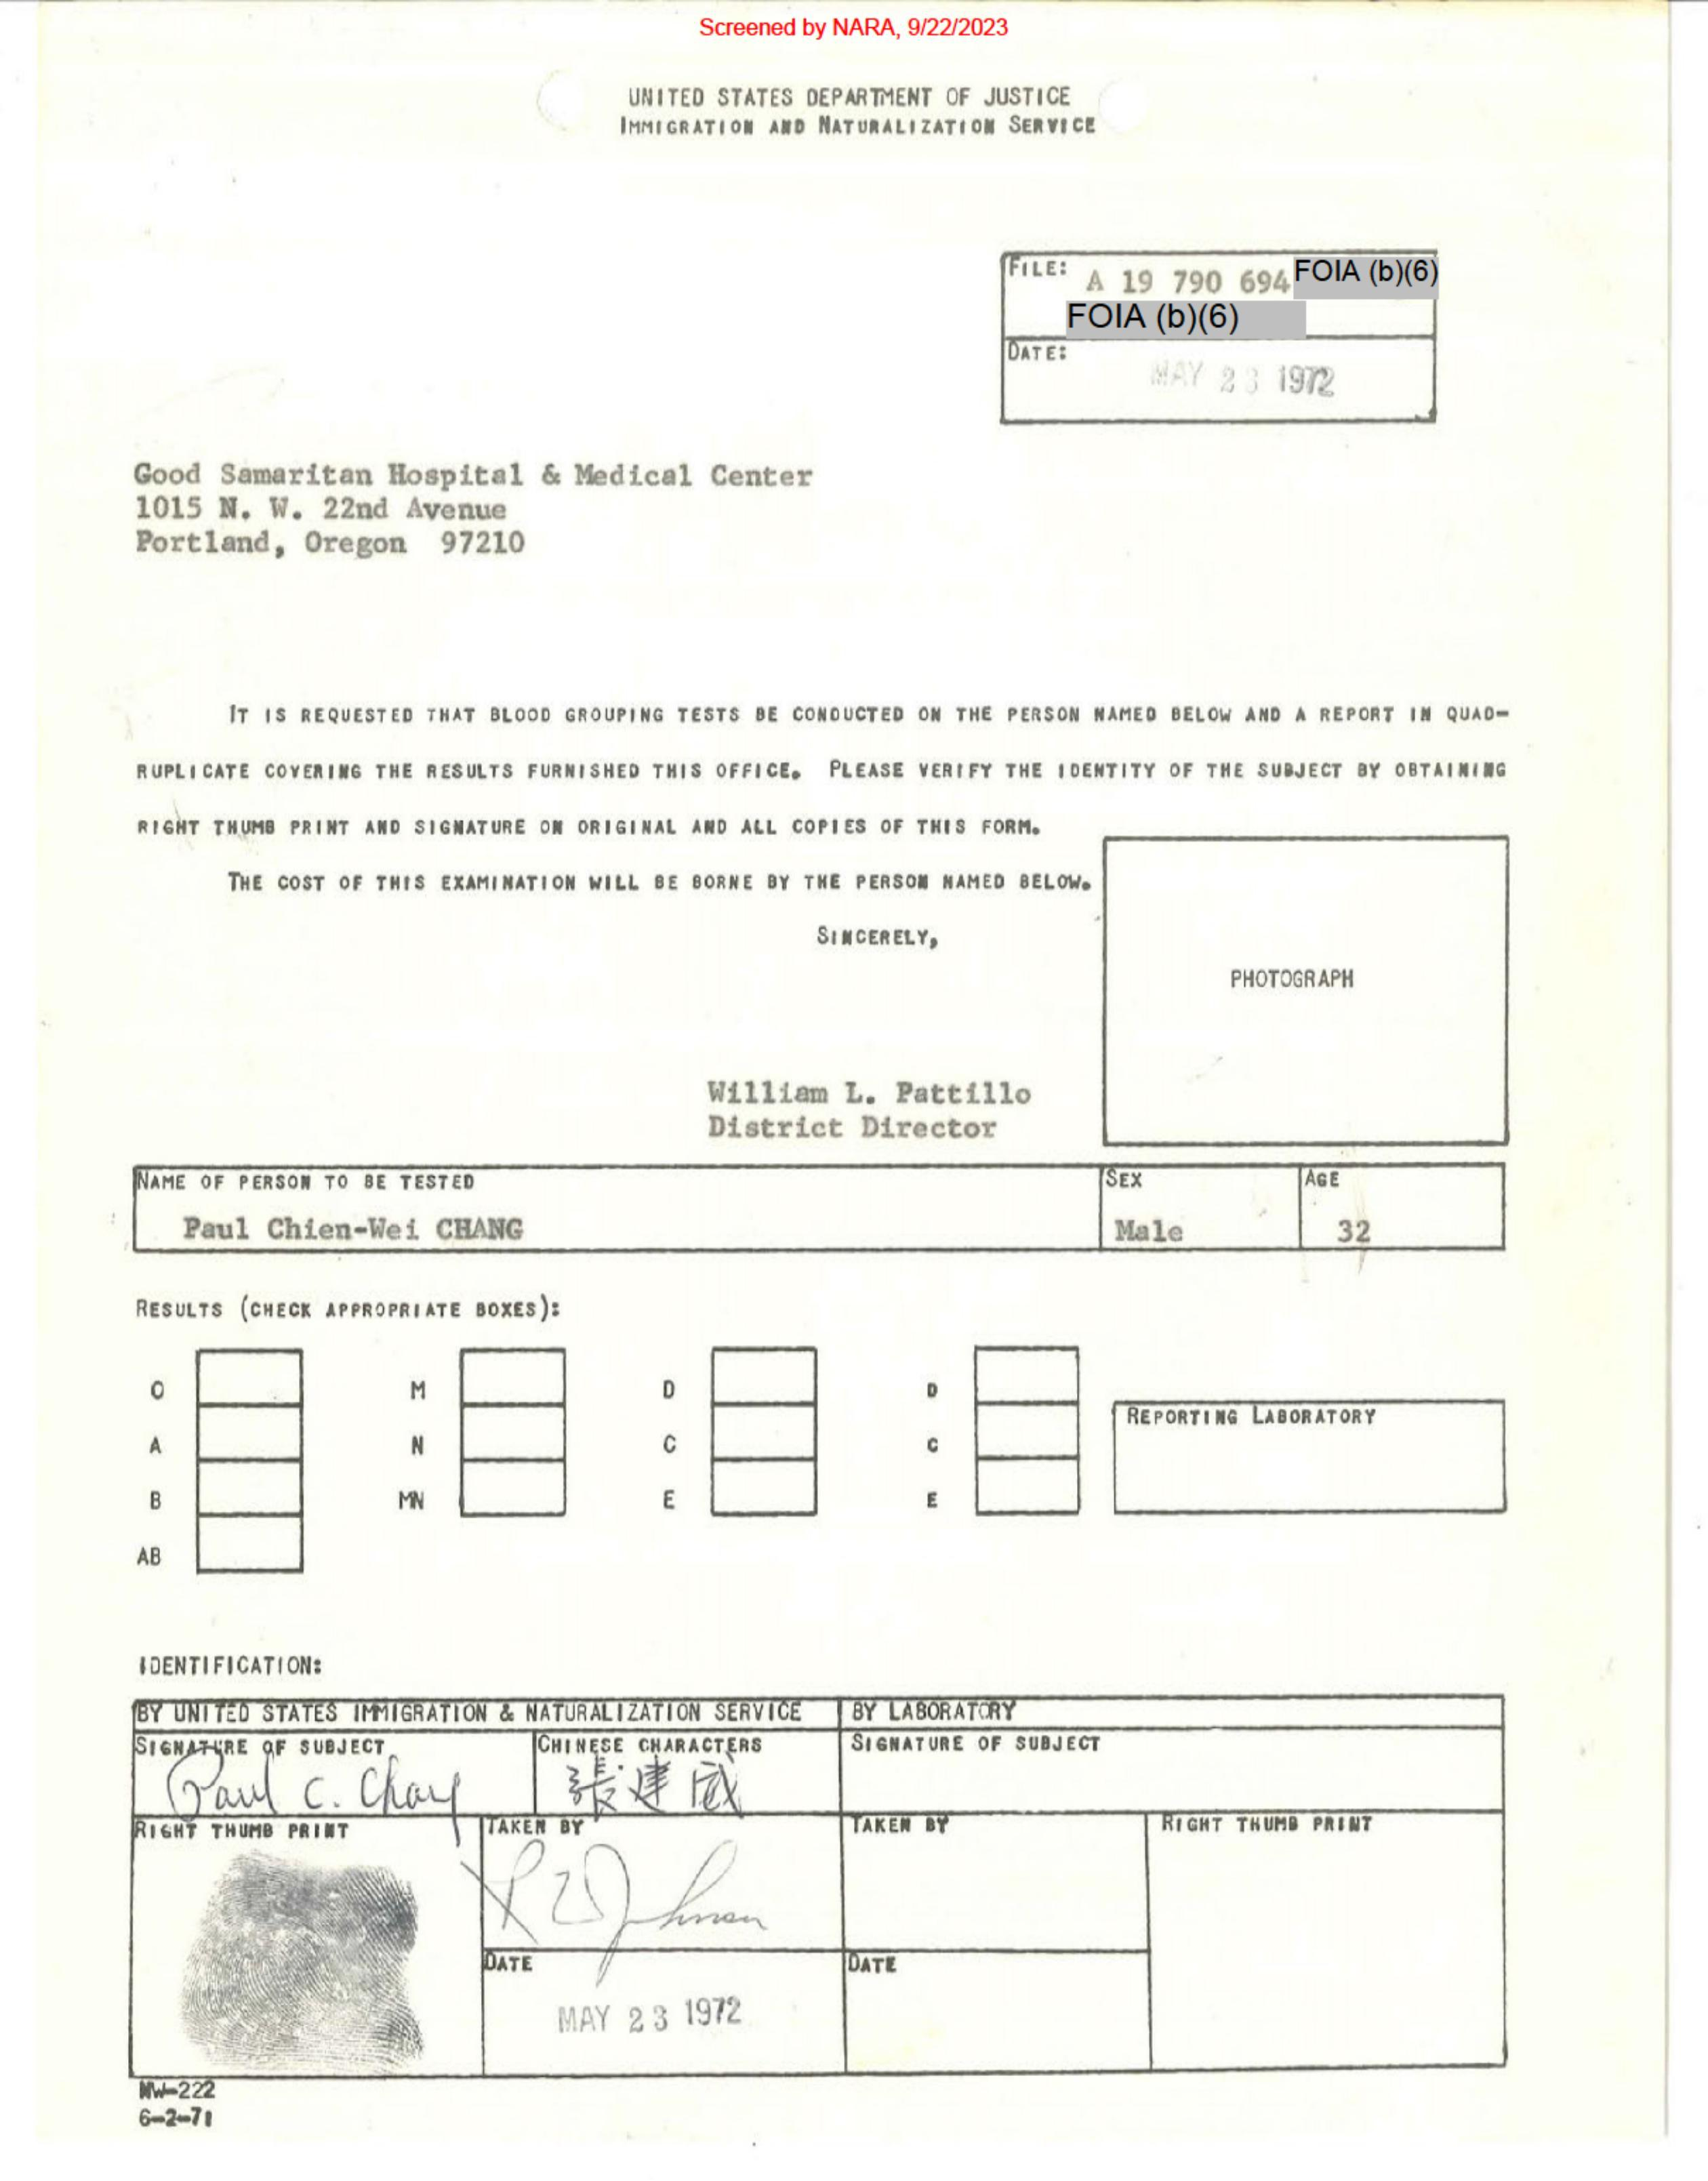 Screened by NARA, 9/22/2023
UNITED STATES DEPARTMENT OF JUSTICE
IMMIGRATION AND NATURALIZATION SERVICE
FILE: A 19 790 694 FOIA (b)(6)
FOIA (b)(6)
DATE:
MAY 23 1972
Good Samaritan Hospital & Medical Center
1015 N. W. 22nd Avenue
Portland, Oregon 97210
IT IS REQUESTED THAT BLOOD GROUPING TESTS BE CONDUCTED ON THE PERSON NAMED BELOW AND A REPORT IN QUAD-
RUPLICATE COVERING THE RESULTS FURNISHED THIS OFFICE. PLEASE VERIFY THE IDENTITY OF THE SUBJECT BY OBTAINING
RIGHT THUMB PRINT AND SIGNATURE ON ORIGINAL AND ALL COPIES OF THIS FORM.
THE COST OF THIS EXAMINATION WILL BE BORNE BY THE PERSON NAMED BELOW.
SINCERELY,
PHOTOGRAPH
William L. Pattillo
District Director
NAME OF PERSON TO BE TESTED SEX AGE
Paul Chien-Wei CHANG Male 32
RESULTS (CHECK APPROPRIATE BOXES):
O M D D
REPORTING LABORATORY
A N C C
B MN E E
AB
IDENTIFICATION:
BY UNITED STATES IMMIGRATION & NATURALIZATION SERVICE BY LABORATORY
SIGNATURE OF SUBJECT CHINESE CHARACTERS SIGNATURE OF SUBJECT
Paul C. Chang 張建威
RIGHT THUMB PRINT TAKEN BY TAKEN BY RIGHT THUMB PRINT
DATE DATE
MAY 23 1972
NW-222
6-2-71